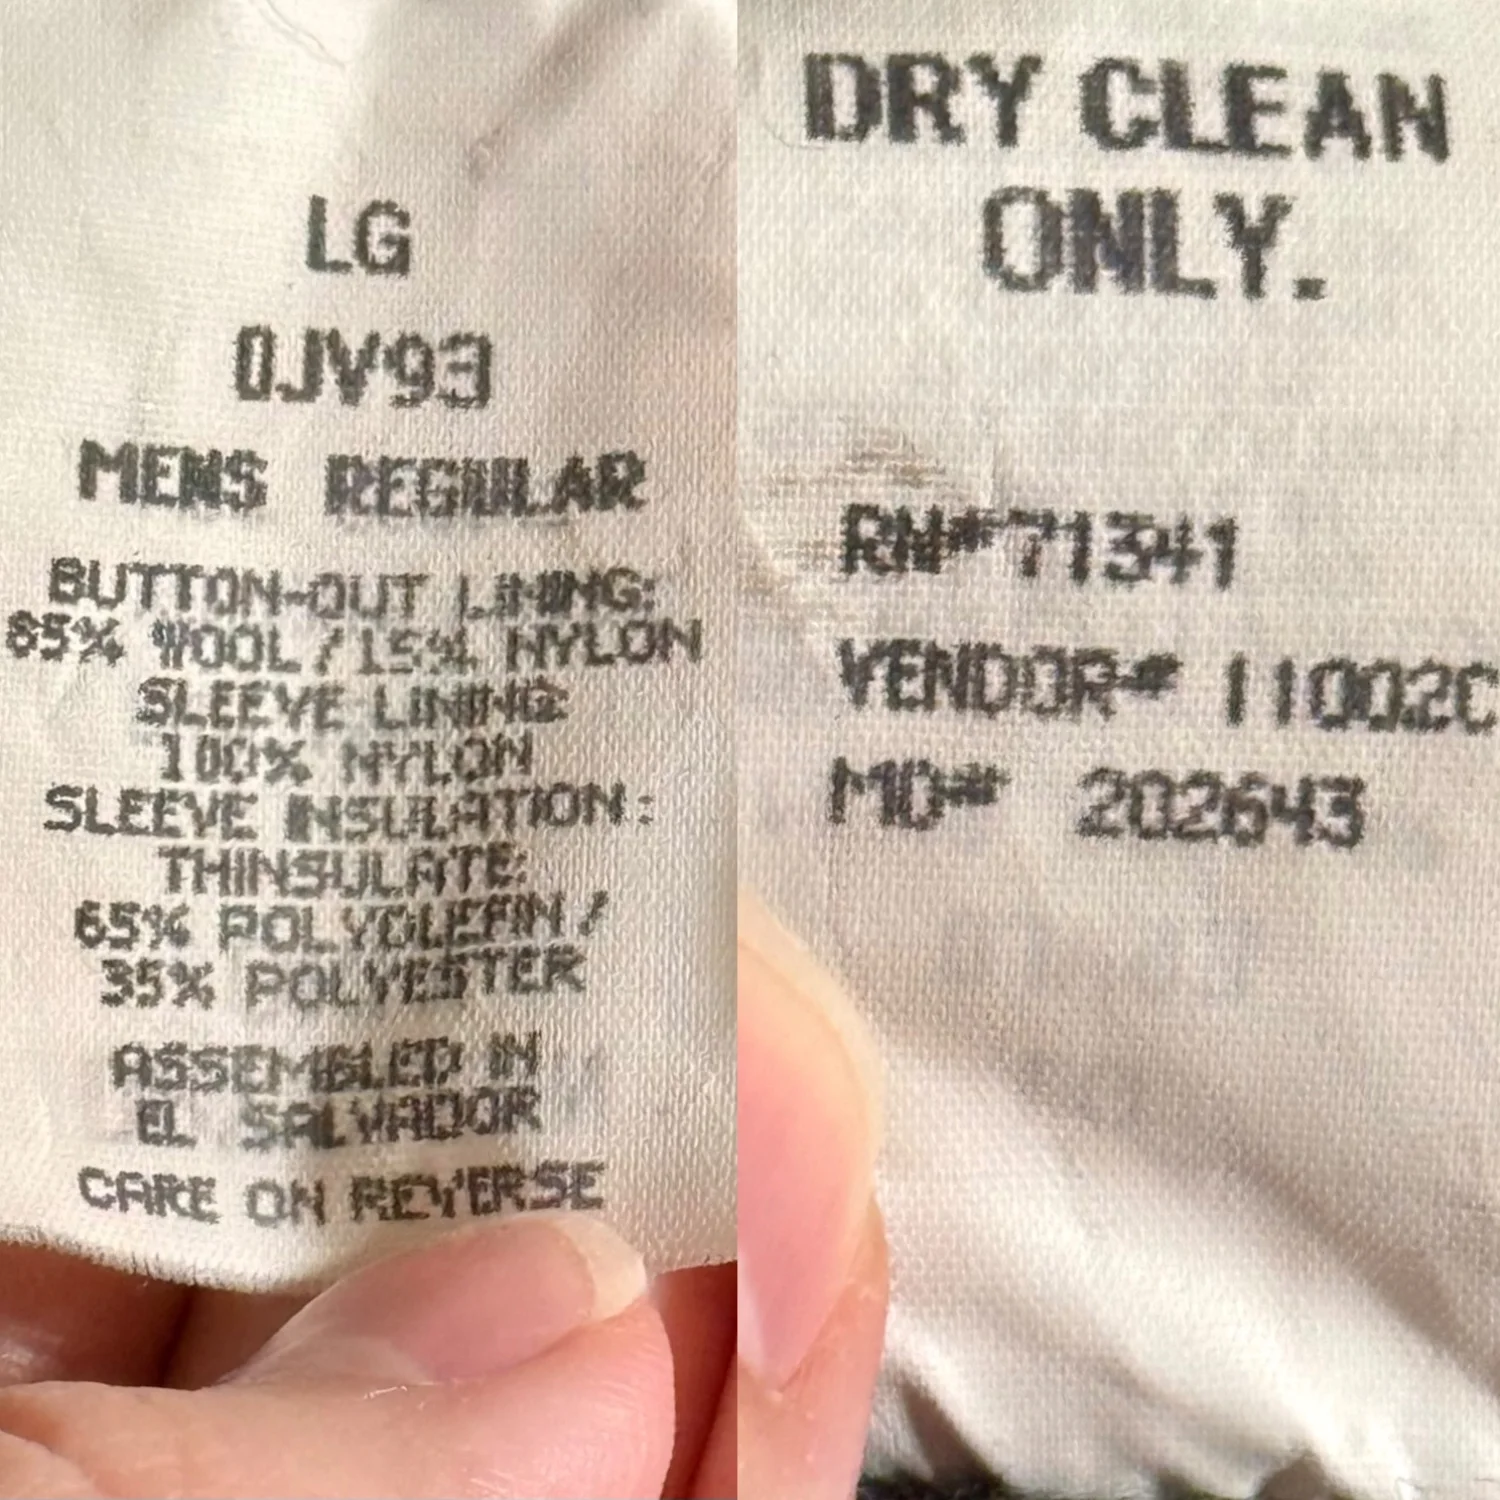 LG
0JV93
MENS REGULAR
BUTTON-OUT LINING:
85% WOOL / 15% NYLON
SLEEVE LINING:
100% NYLON
SLEEVE INSULATION:
THINSULATE:
65% POLYOLEFIN /
35% POLYESTER
ASSEMBLED IN
EL SALVADOR
CARE ON REVERSE
DRY CLEAN
ONLY.
RN# 71341
VENDOR# 11002C
MO# 202643